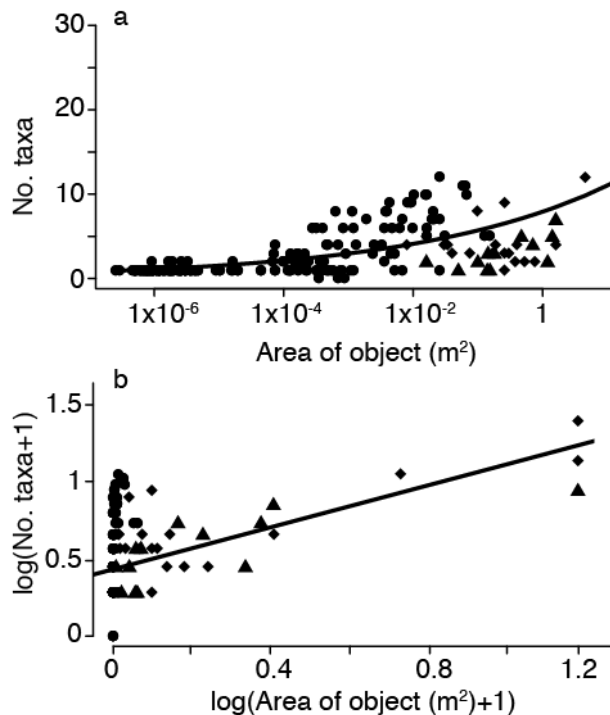 a
30
20
10
0
No. taxa
1x10⁻⁶ 1x10⁻⁴ 1x10⁻² 1
Area of object (m²)
b
1.5
1
0.5
0
log(No. taxa+1)
0 0.4 0.8 1.2
log(Area of object (m²)+1)